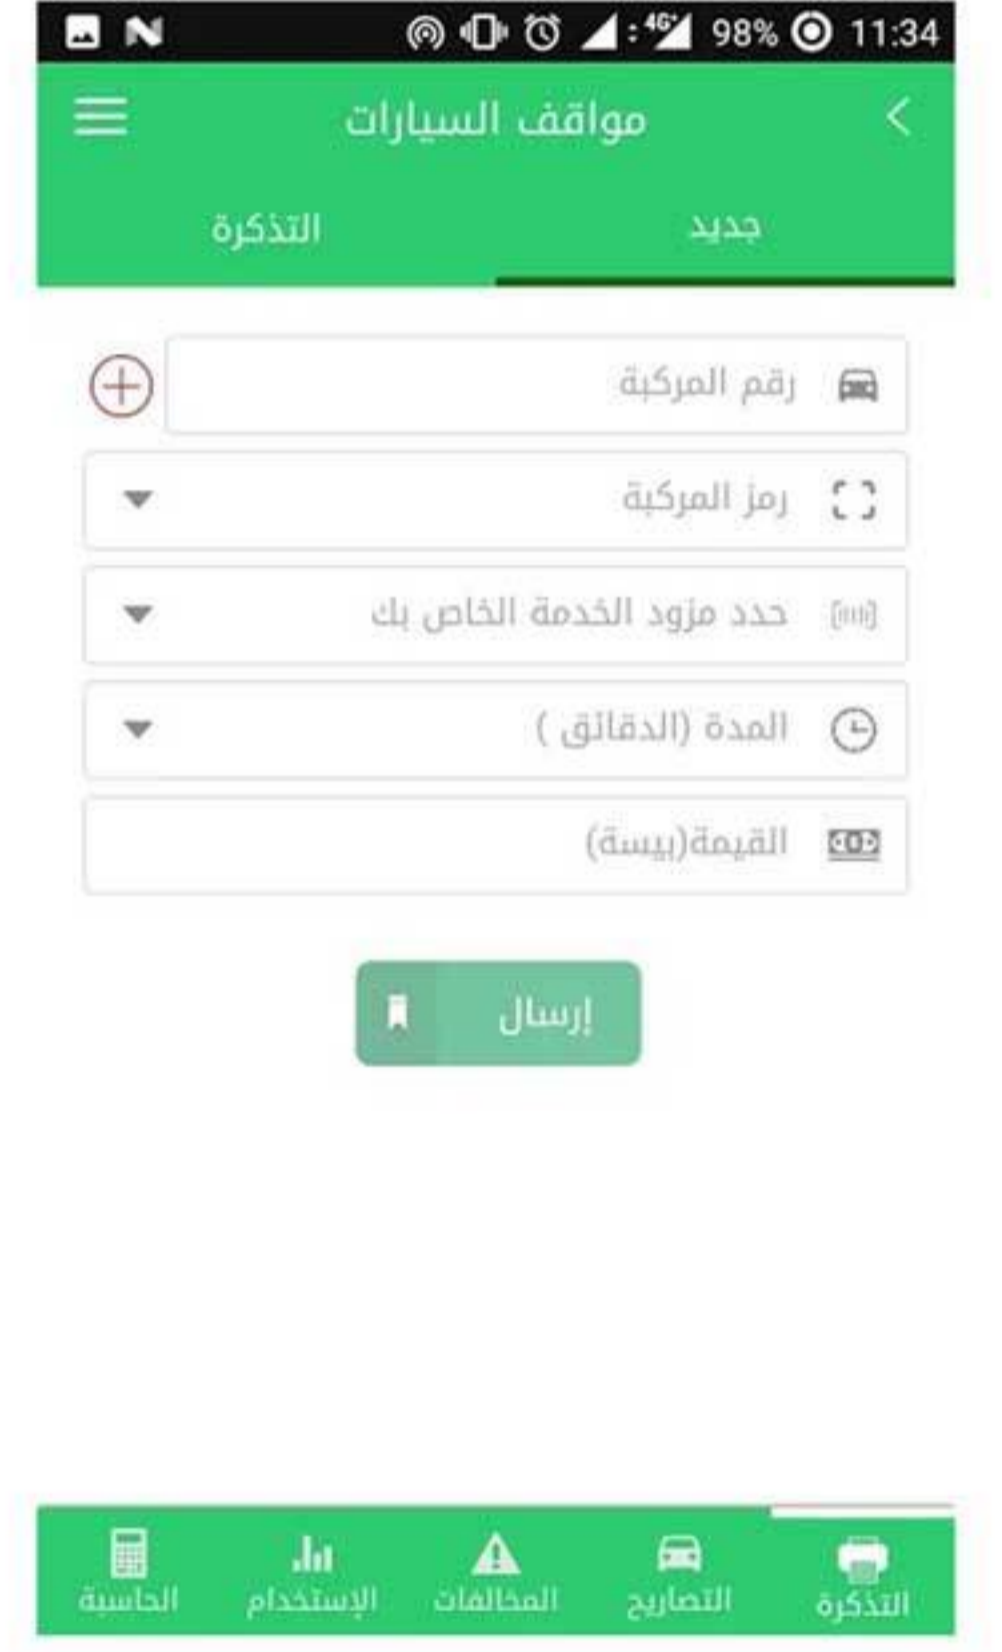 98% 11:34
4G+
مواقف السيارات
جديد
التذكرة
رقم المركبة
رمز المركبة
حدد مزود الخدمة الخاص بك
المدة (الدقائق )
القيمة(بيسة)
إرسال
التذكرة
التصاريح
المخالفات
الإستخدام
الحاسبة